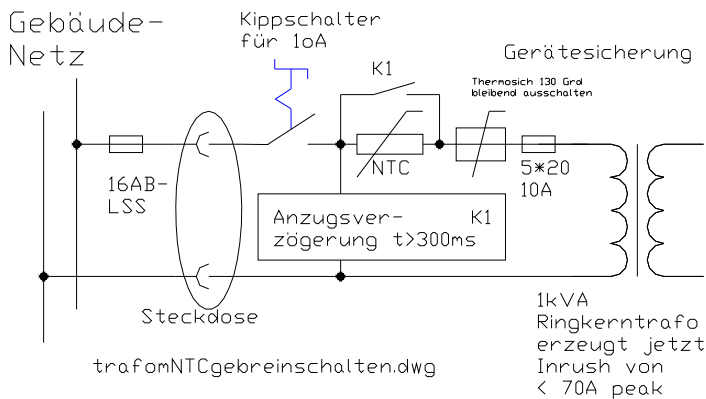 Gebäude-
Netz
Kippschalter
für 1oA
K1
Gerätesicherung
Thermosich 130 Grd
bleibend ausschalten
16AB-
LSS
NTC
5*20
10A
Anzugsver- K1
zögerung t>300ms
Steckdose
1kVA
Ringkerntrafo
erzeugt jetzt
Inrush von
< 70A peak
trafomNTCgebreinschalten.dwg